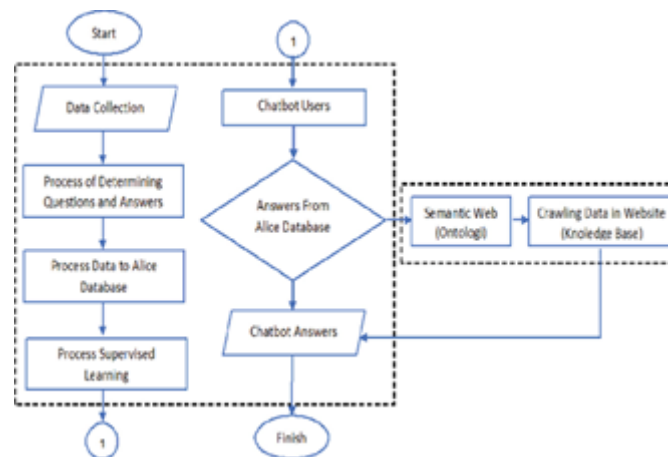 Start
Data Collection
Process of Determining
Questions and Answers
Process Data to Alice
Database
Process Supervised
Learning
1
1
Chatbot Users
Answers From
Alice Database
Chatbot Answers
Finish
Semantic Web
(Ontologi)
Crawling Data in Website
(Knoledge Base)